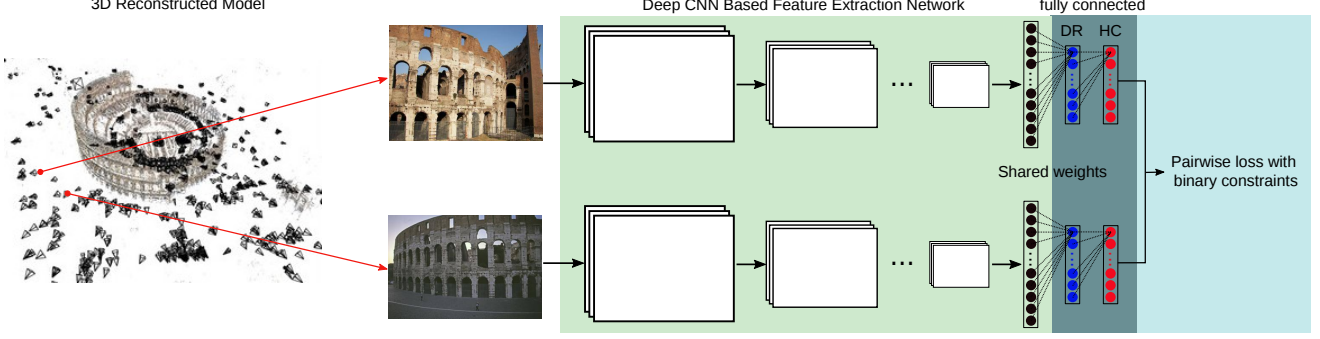 3D Reconstructed Model
Deep CNN Based Feature Extraction Network
fully connected
DR
HC
...
Shared weights
Pairwise loss with
binary constraints
...